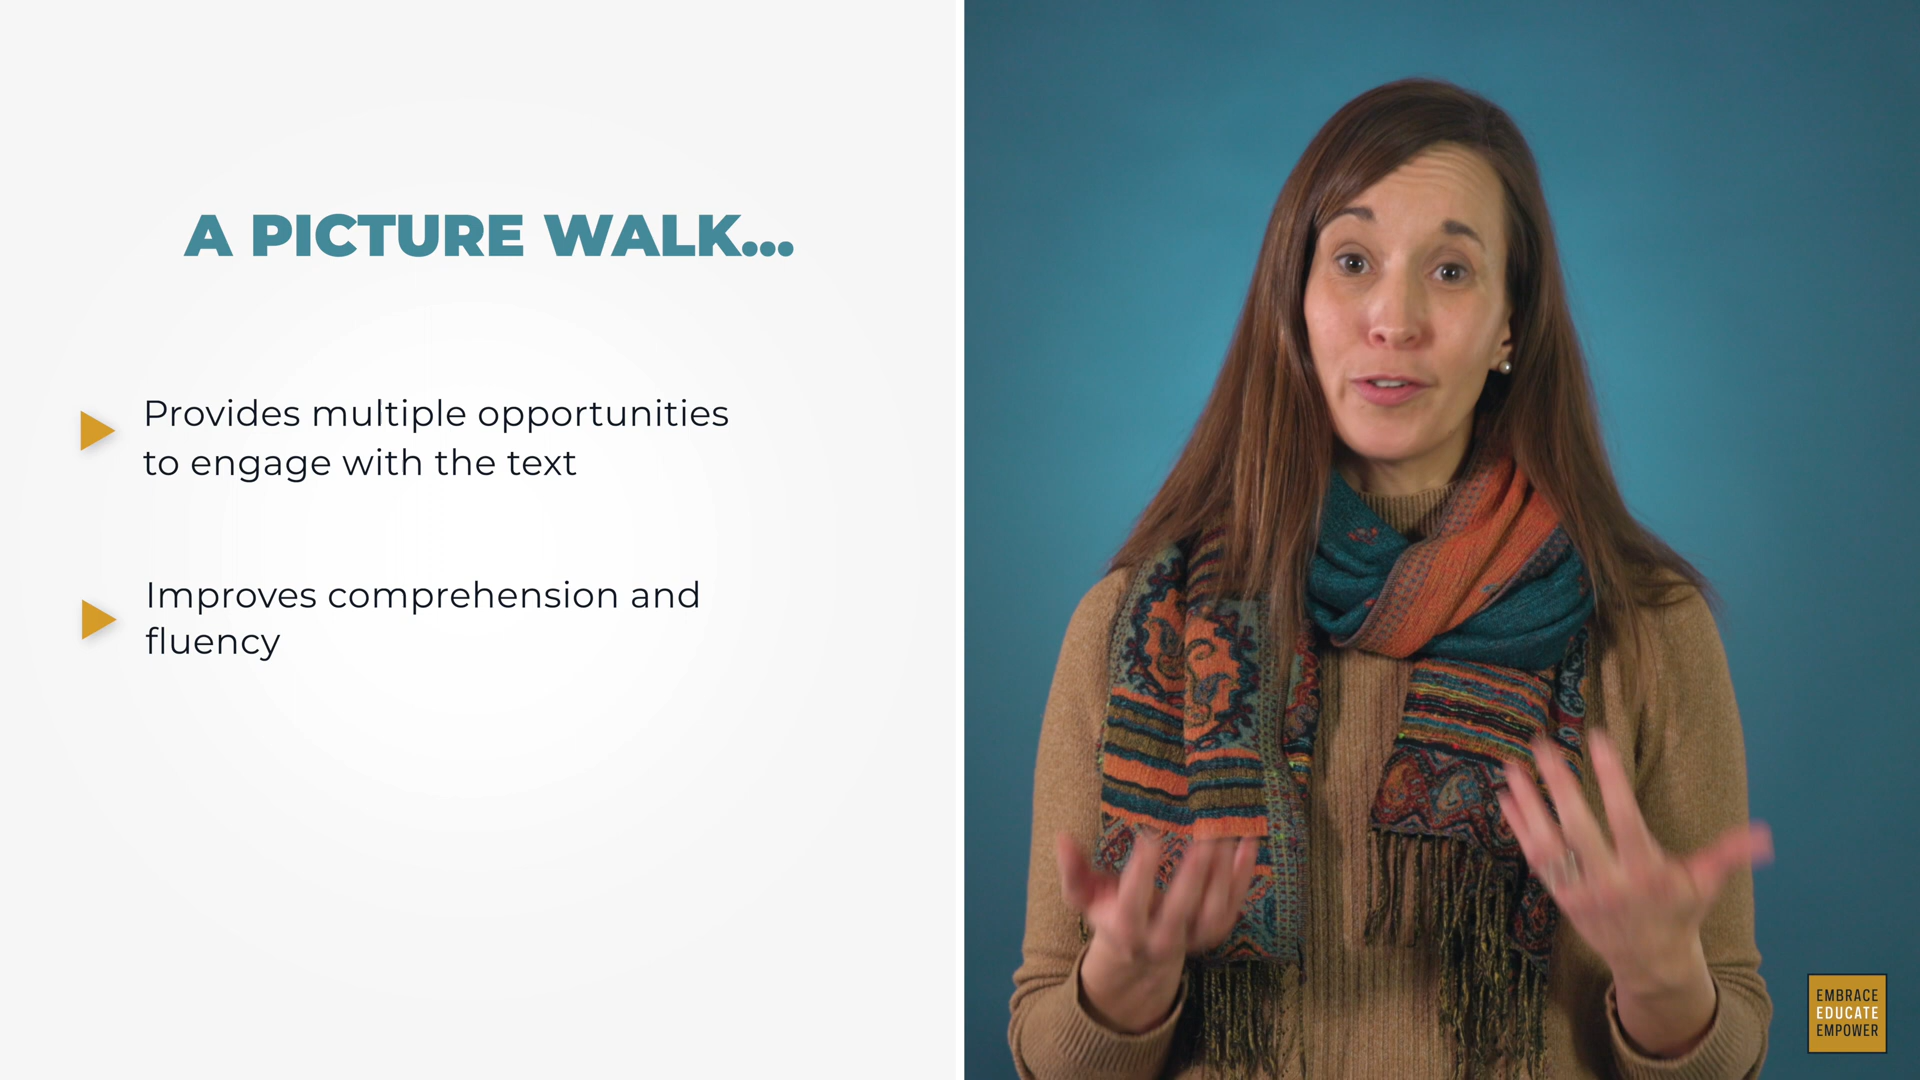 A PICTURE WALK...
Provides multiple opportunities
to engage with the text
Improves comprehension and
fluency
EMBRACE
EDUCATE
EMPOWER